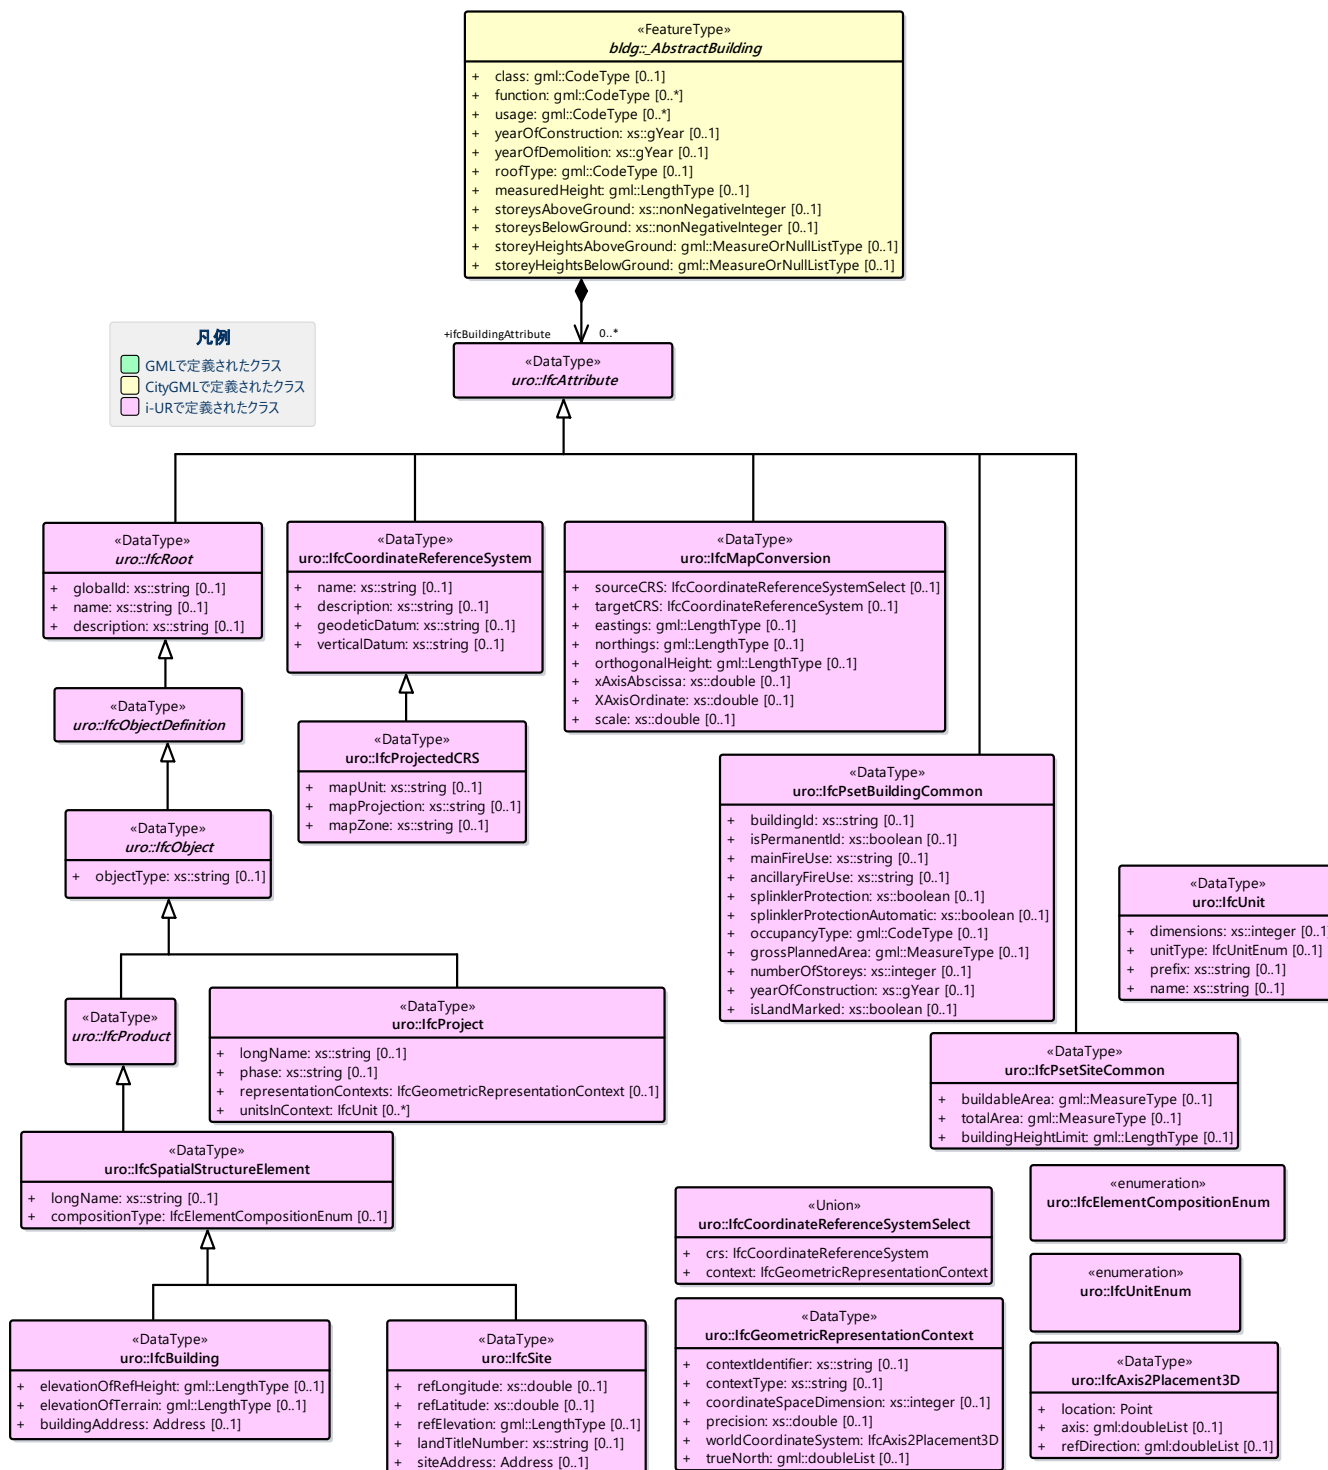 «FeatureType»
bldg::_AbstractBuilding
+ class: gml::CodeType [0..1]
+ function: gml::CodeType [0..*]
+ usage: gml::CodeType [0..*]
+ yearOfConstruction: xs::gYear [0..1]
+ yearOfDemolition: xs::gYear [0..1]
+ roofType: gml::CodeType [0..1]
+ measuredHeight: gml::LengthType [0..1]
+ storeysAboveGround: xs::nonNegativeInteger [0..1]
+ storeysBelowGround: xs::nonNegativeInteger [0..1]
+ storeyHeightsAboveGround: gml::MeasureOrNullListType [0..1]
+ storeyHeightsBelowGround: gml::MeasureOrNullListType [0..1]
+ifcBuildingAttribute 0..*
凡例
GMLで定義されたクラス
CityGMLで定義されたクラス
i-URで定義されたクラス
«DataType»
uro::IfcAttribute
«DataType»
uro::IfcRoot
+ globalId: xs::string [0..1]
+ name: xs::string [0..1]
+ description: xs::string [0..1]
«DataType»
uro::IfcCoordinateReferenceSystem
+ name: xs::string [0..1]
+ description: xs::string [0..1]
+ geodeticDatum: xs::string [0..1]
+ verticalDatum: xs::string [0..1]
«DataType»
uro::IfcMapConversion
+ sourceCRS: IfcCoordinateReferenceSystemSelect [0..1]
+ targetCRS: IfcCoordinateReferenceSystem [0..1]
+ eastings: gml::LengthType [0..1]
+ northings: gml::LengthType [0..1]
+ orthogonalHeight: gml::LengthType [0..1]
+ xAxisAbscissa: xs::double [0..1]
+ XAxisOrdinate: xs::double [0..1]
+ scale: xs::double [0..1]
«DataType»
uro::IfcObjectDefinition
«DataType»
uro::IfcProjectedCRS
+ mapUnit: xs::string [0..1]
+ mapProjection: xs::string [0..1]
+ mapZone: xs::string [0..1]
«DataType»
uro::IfcPsetBuildingCommon
+ buildingId: xs::string [0..1]
+ isPermanentId: xs::boolean [0..1]
+ mainFireUse: xs::string [0..1]
+ ancillaryFireUse: xs::string [0..1]
+ splinklerProtection: xs::boolean [0..1]
+ splinklerProtectionAutomatic: xs::boolean [0..1]
+ occupancyType: gml::CodeType [0..1]
+ grossPlannedArea: gml::MeasureType [0..1]
+ numberOfStoreys: xs::integer [0..1]
+ yearOfConstruction: xs::gYear [0..1]
+ isLandMarked: xs::boolean [0..1]
«DataType»
uro::IfcObject
+ objectType: xs::string [0..1]
«DataType»
uro::IfcUnit
+ dimensions: xs::integer [0..1]
+ unitType: IfcUnitEnum [0..1]
+ prefix: xs::string [0..1]
+ name: xs::string [0..1]
«DataType»
uro::IfcProduct
«DataType»
uro::IfcProject
+ longName: xs::string [0..1]
+ phase: xs::string [0..1]
+ representationContexts: IfcGeometricRepresentationContext [0..1]
+ unitsInContext: IfcUnit [0..*]
«DataType»
uro::IfcPsetSiteCommon
+ buildableArea: gml::MeasureType [0..1]
+ totalArea: gml::MeasureType [0..1]
+ buildingHeightLimit: gml::LengthType [0..1]
«DataType»
uro::IfcSpatialStructureElement
+ longName: xs::string [0..1]
+ compositionType: IfcElementCompositionEnum [0..1]
«Union»
uro::IfcCoordinateReferenceSystemSelect
+ crs: IfcCoordinateReferenceSystem
+ context: IfcGeometricRepresentationContext
«enumeration»
uro::IfcElementCompositionEnum
«enumeration»
uro::IfcUnitEnum
«DataType»
uro::IfcBuilding
+ elevationOfRefHeight: gml::LengthType [0..1]
+ elevationOfTerrain: gml::LengthType [0..1]
+ buildingAddress: Address [0..1]
«DataType»
uro::IfcSite
+ refLongitude: xs::double [0..1]
+ refLatitude: xs::double [0..1]
+ refElevation: gml::LengthType [0..1]
+ landTitleNumber: xs::string [0..1]
+ siteAddress: Address [0..1]
«DataType»
uro::IfcGeometricRepresentationContext
+ contextIdentifier: xs::string [0..1]
+ contextType: xs::string [0..1]
+ coordinateSpaceDimension: xs::integer [0..1]
+ precision: xs::double [0..1]
+ worldCoordinateSystem: IfcAxis2Placement3D
+ trueNorth: gml::doubleList [0..1]
«DataType»
uro::IfcAxis2Placement3D
+ location: Point
+ axis: gml:doubleList [0..1]
+ refDirection: gml:doubleList [0..1]